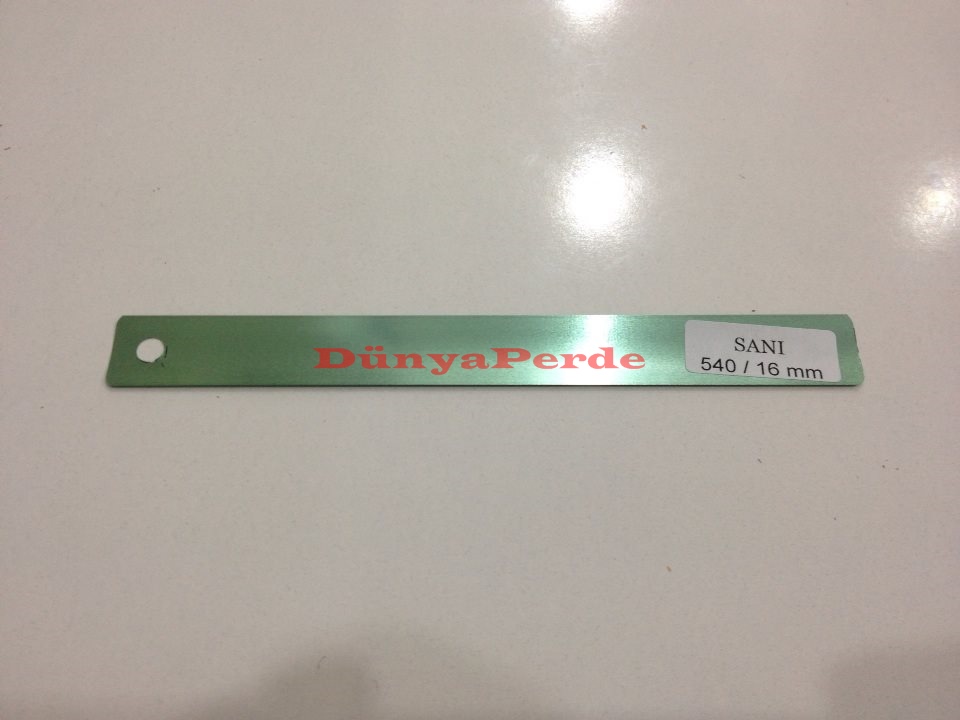 DünyaPerde
SANI
540 / 16 mm